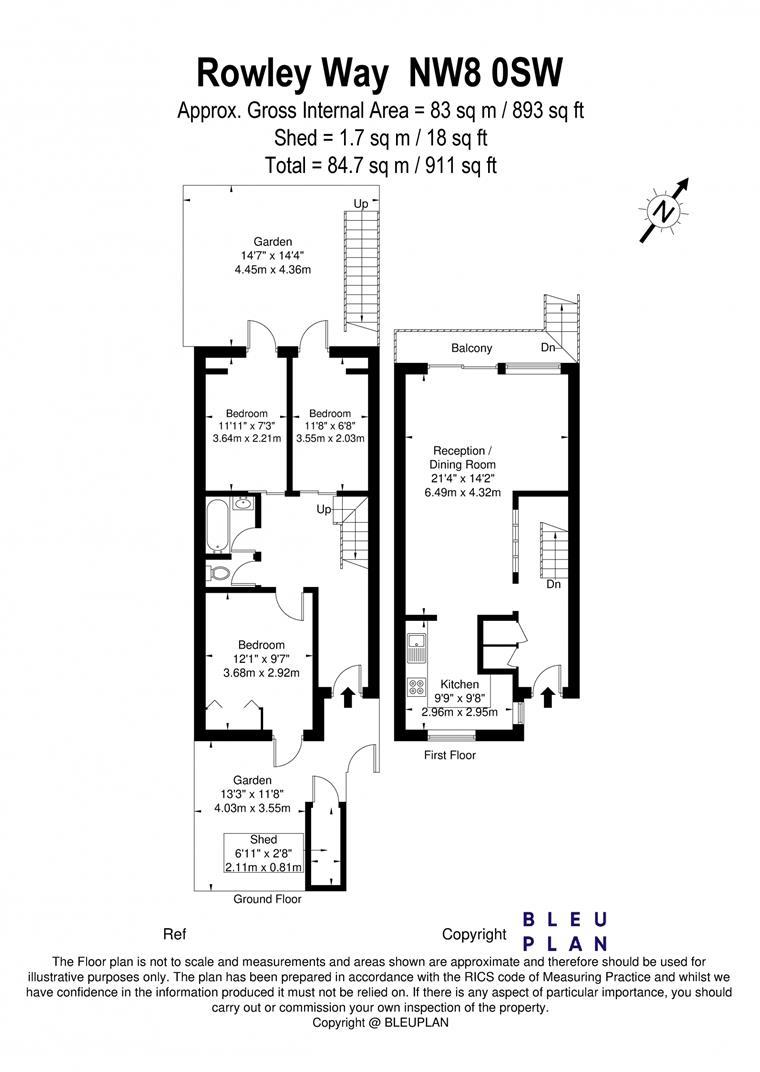 Rowley Way NW8 0SW
Approx. Gross Internal Area = 83 sq m / 893 sq ft
Shed = 1.7 sq m / 18 sq ft
Total = 84.7 sq m / 911 sq ft
N
Up
Garden
14'7" x 14'4"
4.45m x 4.36m
Bedroom
11'11" x 7'3"
3.64m x 2.21m
Bedroom
11'8" x 6'8"
3.55m x 2.03m
Up
Bedroom
12'1" x 9'7"
3.68m x 2.92m
Garden
13'3" x 11'8"
4.03m x 3.55m
Shed
6'11" x 2'8"
2.11m x 0.81m
Ground Floor
Balcony
Dn
Reception /
Dining Room
21'4" x 14'2"
6.49m x 4.32m
Dn
Kitchen
9'9" x 9'8"
2.96m x 2.95m
First Floor
Ref
Copyright
BLEU
PLAN
The Floor plan is not to scale and measurements and areas shown are approximate and therefore should be used for
illustrative purposes only. The plan has been prepared in accordance with the RICS code of Measuring Practice and whilst we
have confidence in the information produced it must not be relied on. If there is any aspect of particular importance, you should
carry out or commission your own inspection of the property.
Copyright @ BLEUPLAN